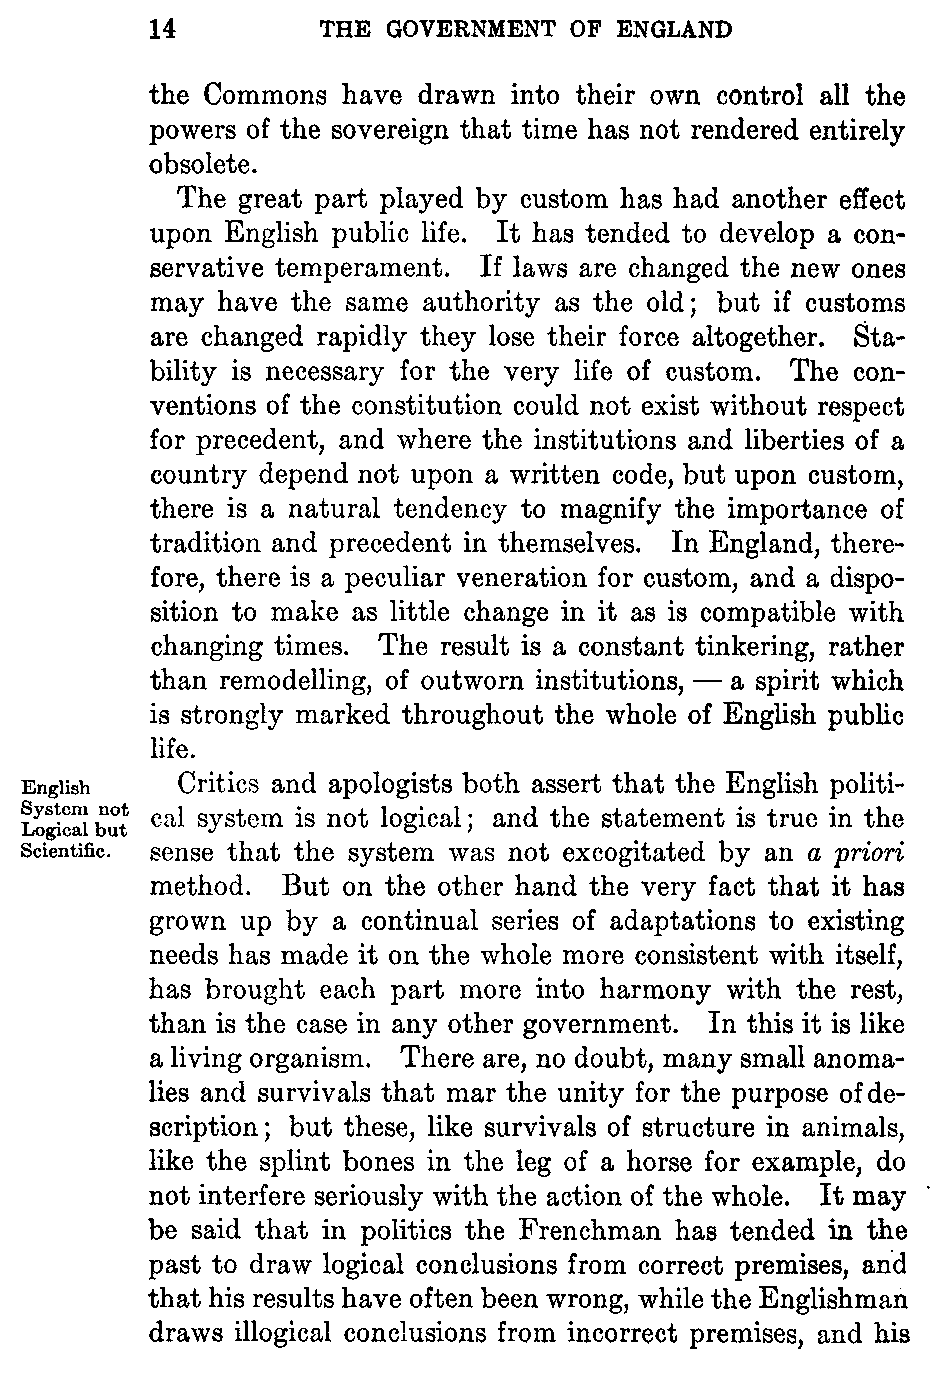 14 THE GOVERNMENT OF ENGLAND
the Commons have drawn into their own control all the
powers of the sovereign that time has not rendered entirely
obsolete.
The great part played by custom has had another effect
upon English public life. It has tended to develop a con-
servative temperament. If laws are changed the new ones
may have the same authority as the old; but if customs
are changed rapidly they lose their force altogether. Sta-
bility is necessary for the very life of custom. The con-
ventions of the constitution could not exist without respect
for precedent, and where the institutions and liberties of a
country depend not upon a written code, but upon custom,
there is a natural tendency to magnify the importance of
tradition and precedent in themselves. In England, there-
fore, there is a peculiar veneration for custom, and a dispo-
sition to make as little change in it as is compatible with
changing times. The result is a constant tinkering, rather
than remodelling, of outworn institutions, — a spirit which
is strongly marked throughout the whole of English public
life.
English
System not
Logical but
Scientific.
Critics and apologists both assert that the English politi-
cal system is not logical; and the statement is true in the
sense that the system was not excogitated by an a priori
method. But on the other hand the very fact that it has
grown up by a continual series of adaptations to existing
needs has made it on the whole more consistent with itself,
has brought each part more into harmony with the rest,
than is the case in any other government. In this it is like
a living organism. There are, no doubt, many small anoma-
lies and survivals that mar the unity for the purpose of de-
scription; but these, like survivals of structure in animals,
like the splint bones in the leg of a horse for example, do
not interfere seriously with the action of the whole. It may
be said that in politics the Frenchman has tended in the
past to draw logical conclusions from correct premises, and
that his results have often been wrong, while the Englishman
draws illogical conclusions from incorrect premises, and his